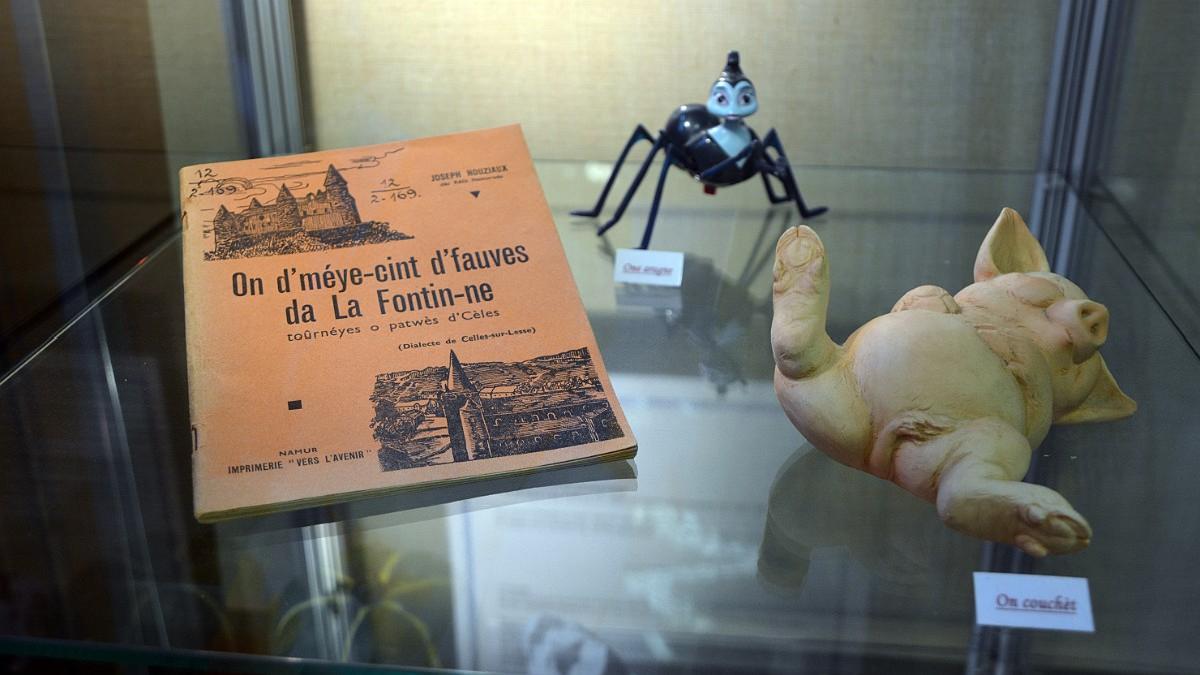 12
2-169
12
2-169.
JOSEPH HOUZIAUX
On d'méye-cint d'fauves
da La Fontin-ne
toûrnéyes o patwès d'Cèles
(Dialecte de Celles-sur-Lesse)
NAMUR
IMPRIMERIE "VERS L'AVENIR"
One aragne
On couchèt